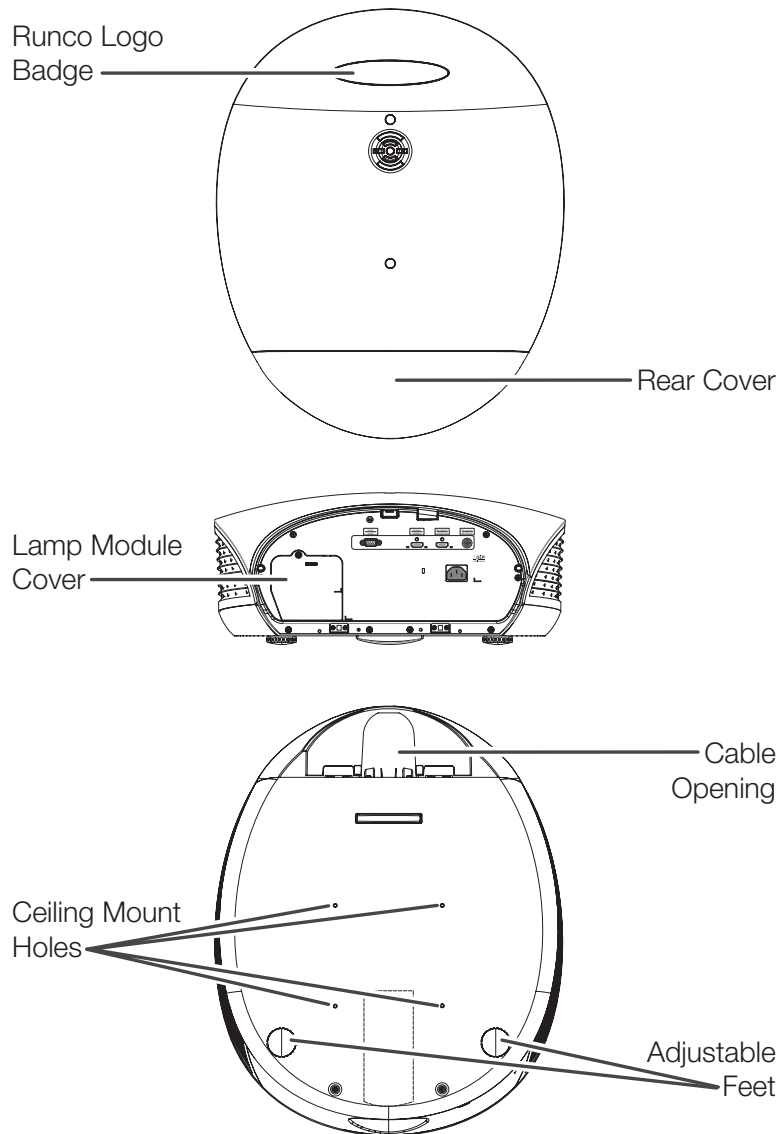 Runco Logo
Badge
Rear Cover
Lamp Module
Cover
Cable
Opening
Ceiling Mount
Holes
Adjustable
Feet